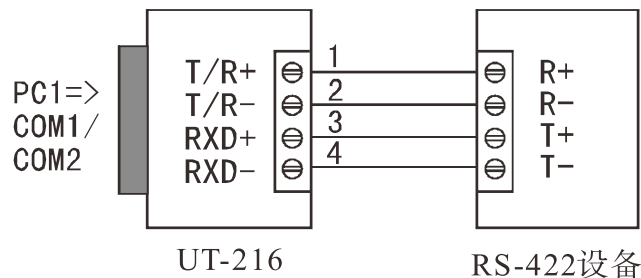 PC1=>
COM1/
COM2
T/R+
T/R-
RXD+
RXD-
1
2
3
4
R+
R-
T+
T-
UT-216
RS-422设备